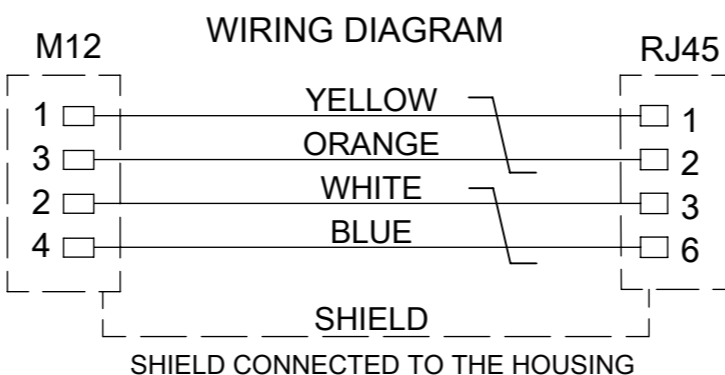 WIRING DIAGRAM
M12
RJ45
1 YELLOW 1
3 ORANGE 2
2 WHITE 3
4 BLUE 6
SHIELD
SHIELD CONNECTED TO THE HOUSING